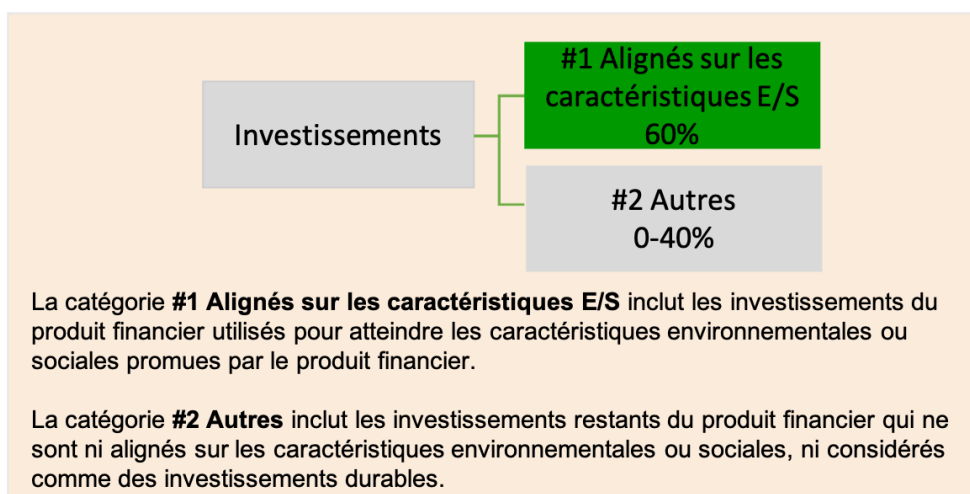 #1 Alignés sur les
caractéristiques E/S
60%
Investissements
#2 Autres
0-40%
La catégorie #1 Alignés sur les caractéristiques E/S inclut les investissements du
produit financier utilisés pour atteindre les caractéristiques environnementales ou
sociales promues par le produit financier.
La catégorie #2 Autres inclut les investissements restants du produit financier qui ne
sont ni alignés sur les caractéristiques environnementales ou sociales, ni considérés
comme des investissements durables.